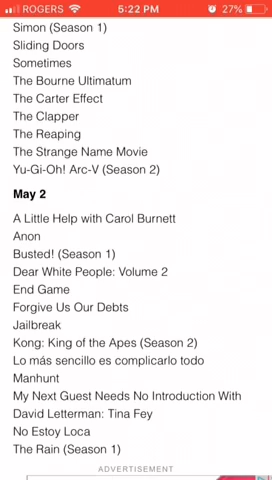 ROGERS 5:22 PM 27%
Simon (Season 1)
Sliding Doors
Sometimes
The Bourne Ultimatum
The Carter Effect
The Clapper
The Reaping
The Strange Name Movie
Yu-Gi-Oh! Arc-V (Season 2)
May 2
A Little Help with Carol Burnett
Anon
Busted! (Season 1)
Dear White People: Volume 2
End Game
Forgive Us Our Debts
Jailbreak
Kong: King of the Apes (Season 2)
Lo más sencillo es complicarlo todo
Manhunt
My Next Guest Needs No Introduction With
David Letterman: Tina Fey
No Estoy Loca
The Rain (Season 1)
ADVERTISEMENT